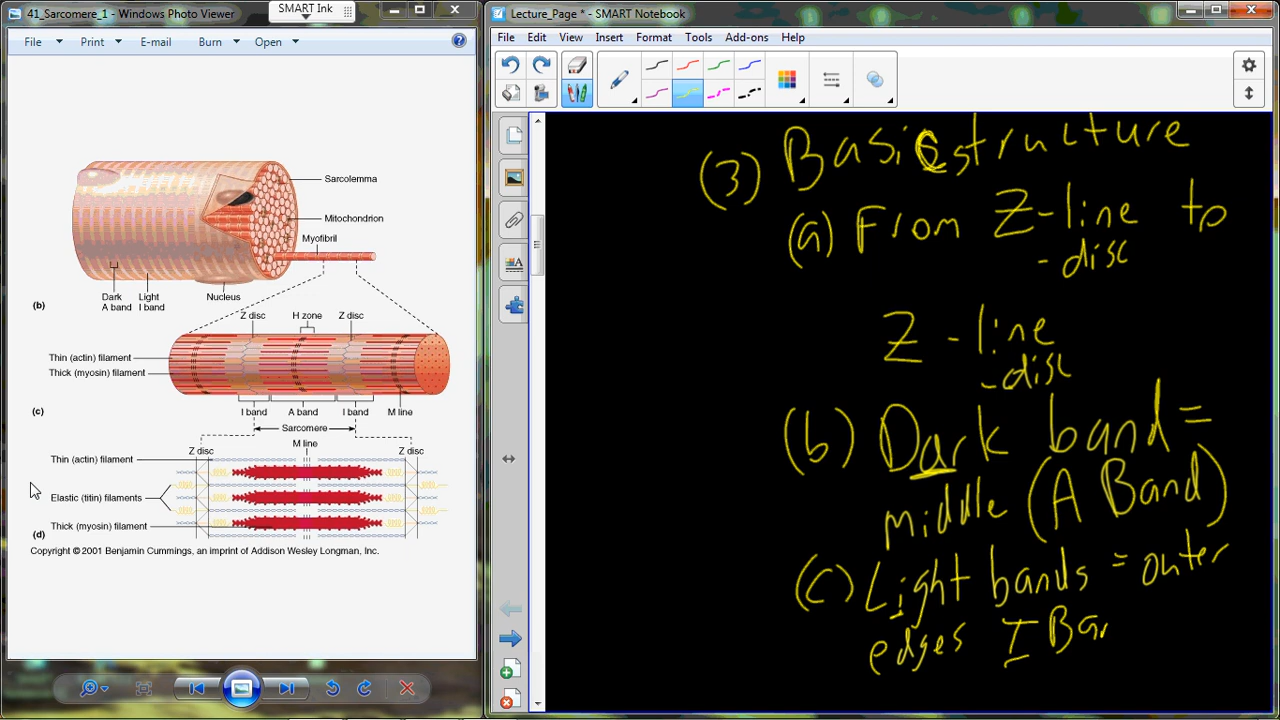 41_Sarcomere_1 - Windows Photo Viewer
SMART Ink
File Print E-mail Burn Open
Sarcolemma
Mitochondrion
Myofibril
Dark
A band
Light
I band
Nucleus
(b)
Z disc H zone Z disc
Thin (actin) filament
Thick (myosin) filament
(c)
I band A band I band M line
Sarcomere
Z disc M line Z disc
Thin (actin) filament
Elastic (titin) filaments
Thick (myosin) filament
(d)
Copyright © 2001 Benjamin Cummings, an imprint of Addison Wesley Longman, Inc.
Lecture_Page * - SMART Notebook
File Edit View Insert Format Tools Add-ons Help
(3) Basic structure
(a) From Z-line to
-disc
Z-line
-disc
(b) Dark band =
middle (A Band)
(c) Light bands = outer
edges I Bar